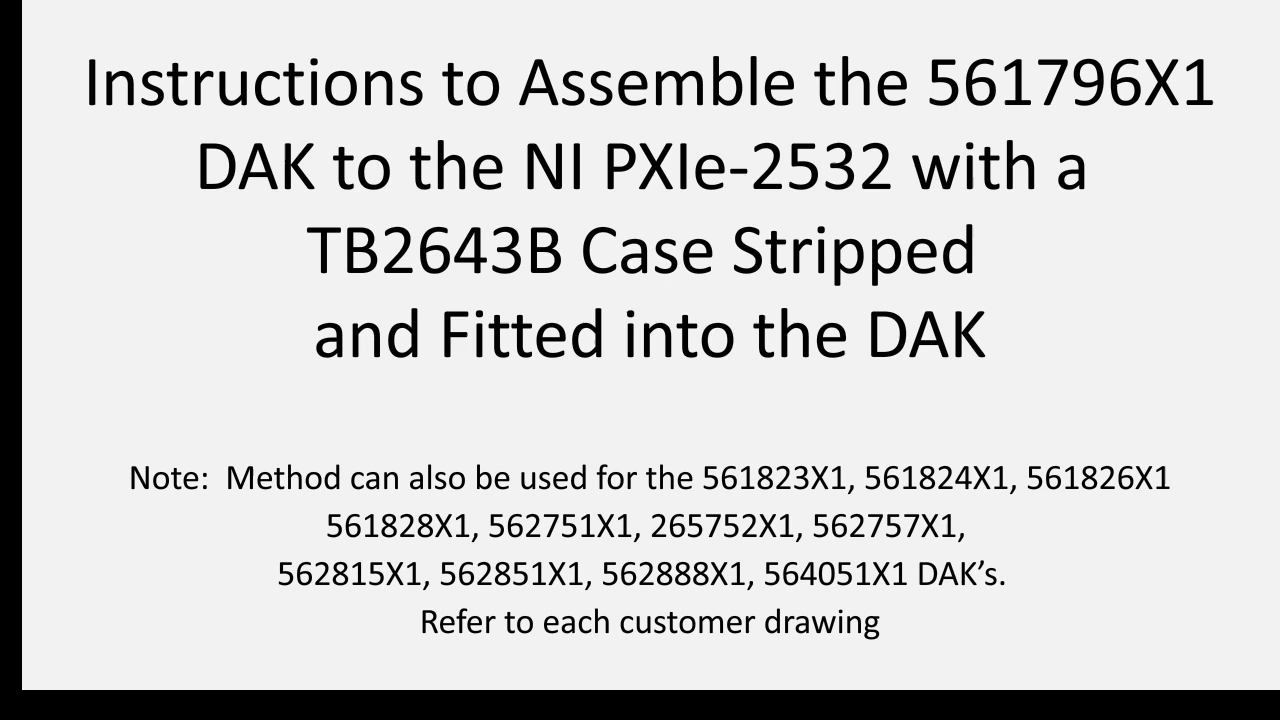 Instructions to Assemble the 561796X1
DAK to the NI PXIe-2532 with a
TB2643B Case Stripped
and Fitted into the DAK
Note:  Method can also be used for the 561823X1, 561824X1, 561826X1
561828X1, 562751X1, 265752X1, 562757X1,
562815X1, 562851X1, 562888X1, 564051X1 DAK’s.
Refer to each customer drawing